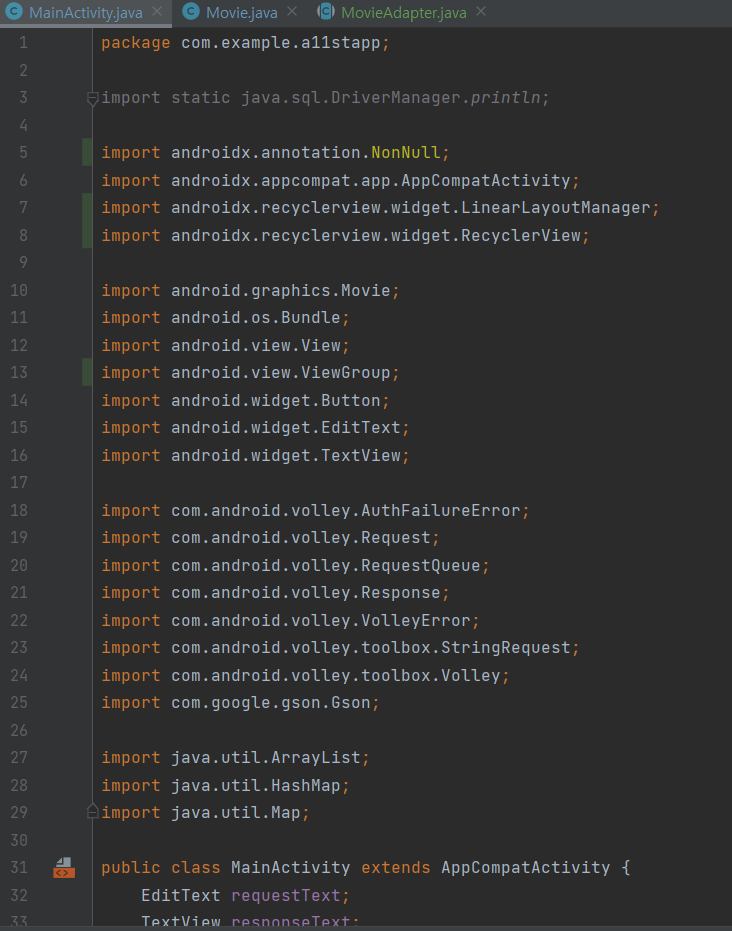 MainActivity.java Movie.java MovieAdapter.java
1 package com.example.a11stapp;
2
3 import static java.sql.DriverManager.println;
4
5 import androidx.annotation.NonNull;
6 import androidx.appcompat.app.AppCompatActivity;
7 import androidx.recyclerview.widget.LinearLayoutManager;
8 import androidx.recyclerview.widget.RecyclerView;
9
10 import android.graphics.Movie;
11 import android.os.Bundle;
12 import android.view.View;
13 import android.view.ViewGroup;
14 import android.widget.Button;
15 import android.widget.EditText;
16 import android.widget.TextView;
17
18 import com.android.volley.AuthFailureError;
19 import com.android.volley.Request;
20 import com.android.volley.RequestQueue;
21 import com.android.volley.Response;
22 import com.android.volley.VolleyError;
23 import com.android.volley.toolbox.StringRequest;
24 import com.android.volley.toolbox.Volley;
25 import com.google.gson.Gson;
26
27 import java.util.ArrayList;
28 import java.util.HashMap;
29 import java.util.Map;
30
31 public class MainActivity extends AppCompatActivity {
32 EditText requestText;
33 TextView responseText;